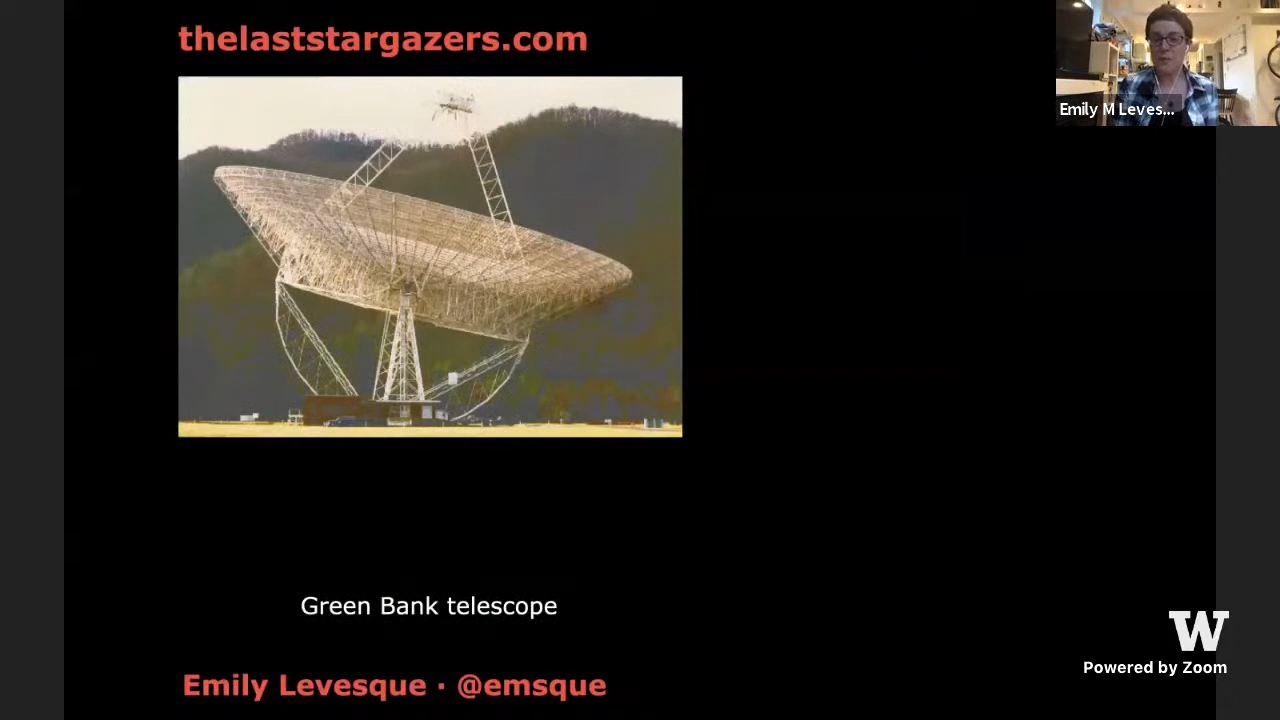 thelaststargazers.com
Emily M Leves...
Green Bank telescope
W
Powered by Zoom
Emily Levesque · @emsque